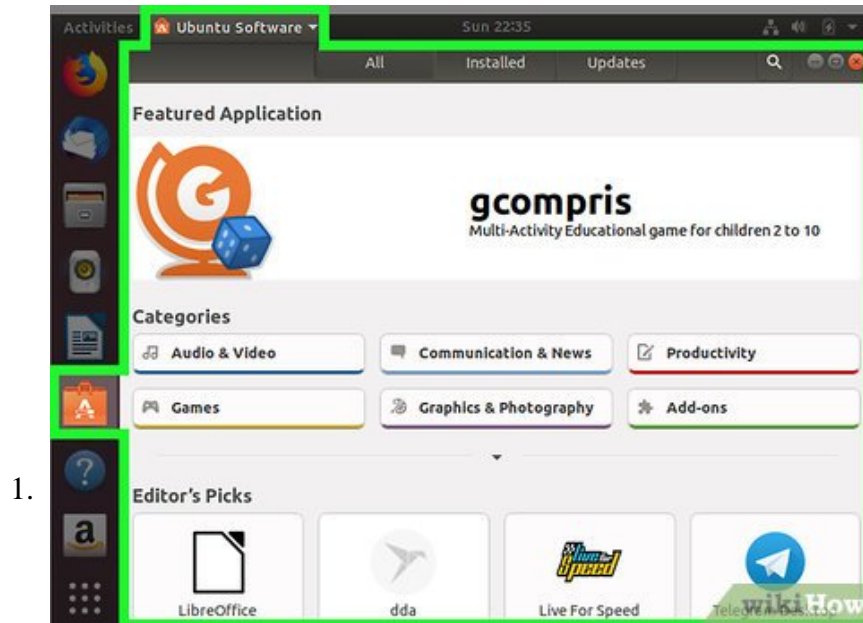 Activities Ubuntu Software Sun 22:35
All Installed Updates
Featured Application
gcompris
Multi-Activity Educational game for children 2 to 10
Categories
Audio & Video Communication & News Productivity
Games Graphics & Photography Add-ons
1.
Editor's Picks
LibreOffice dda Live For Speed Telegram Desktop
wikiHow